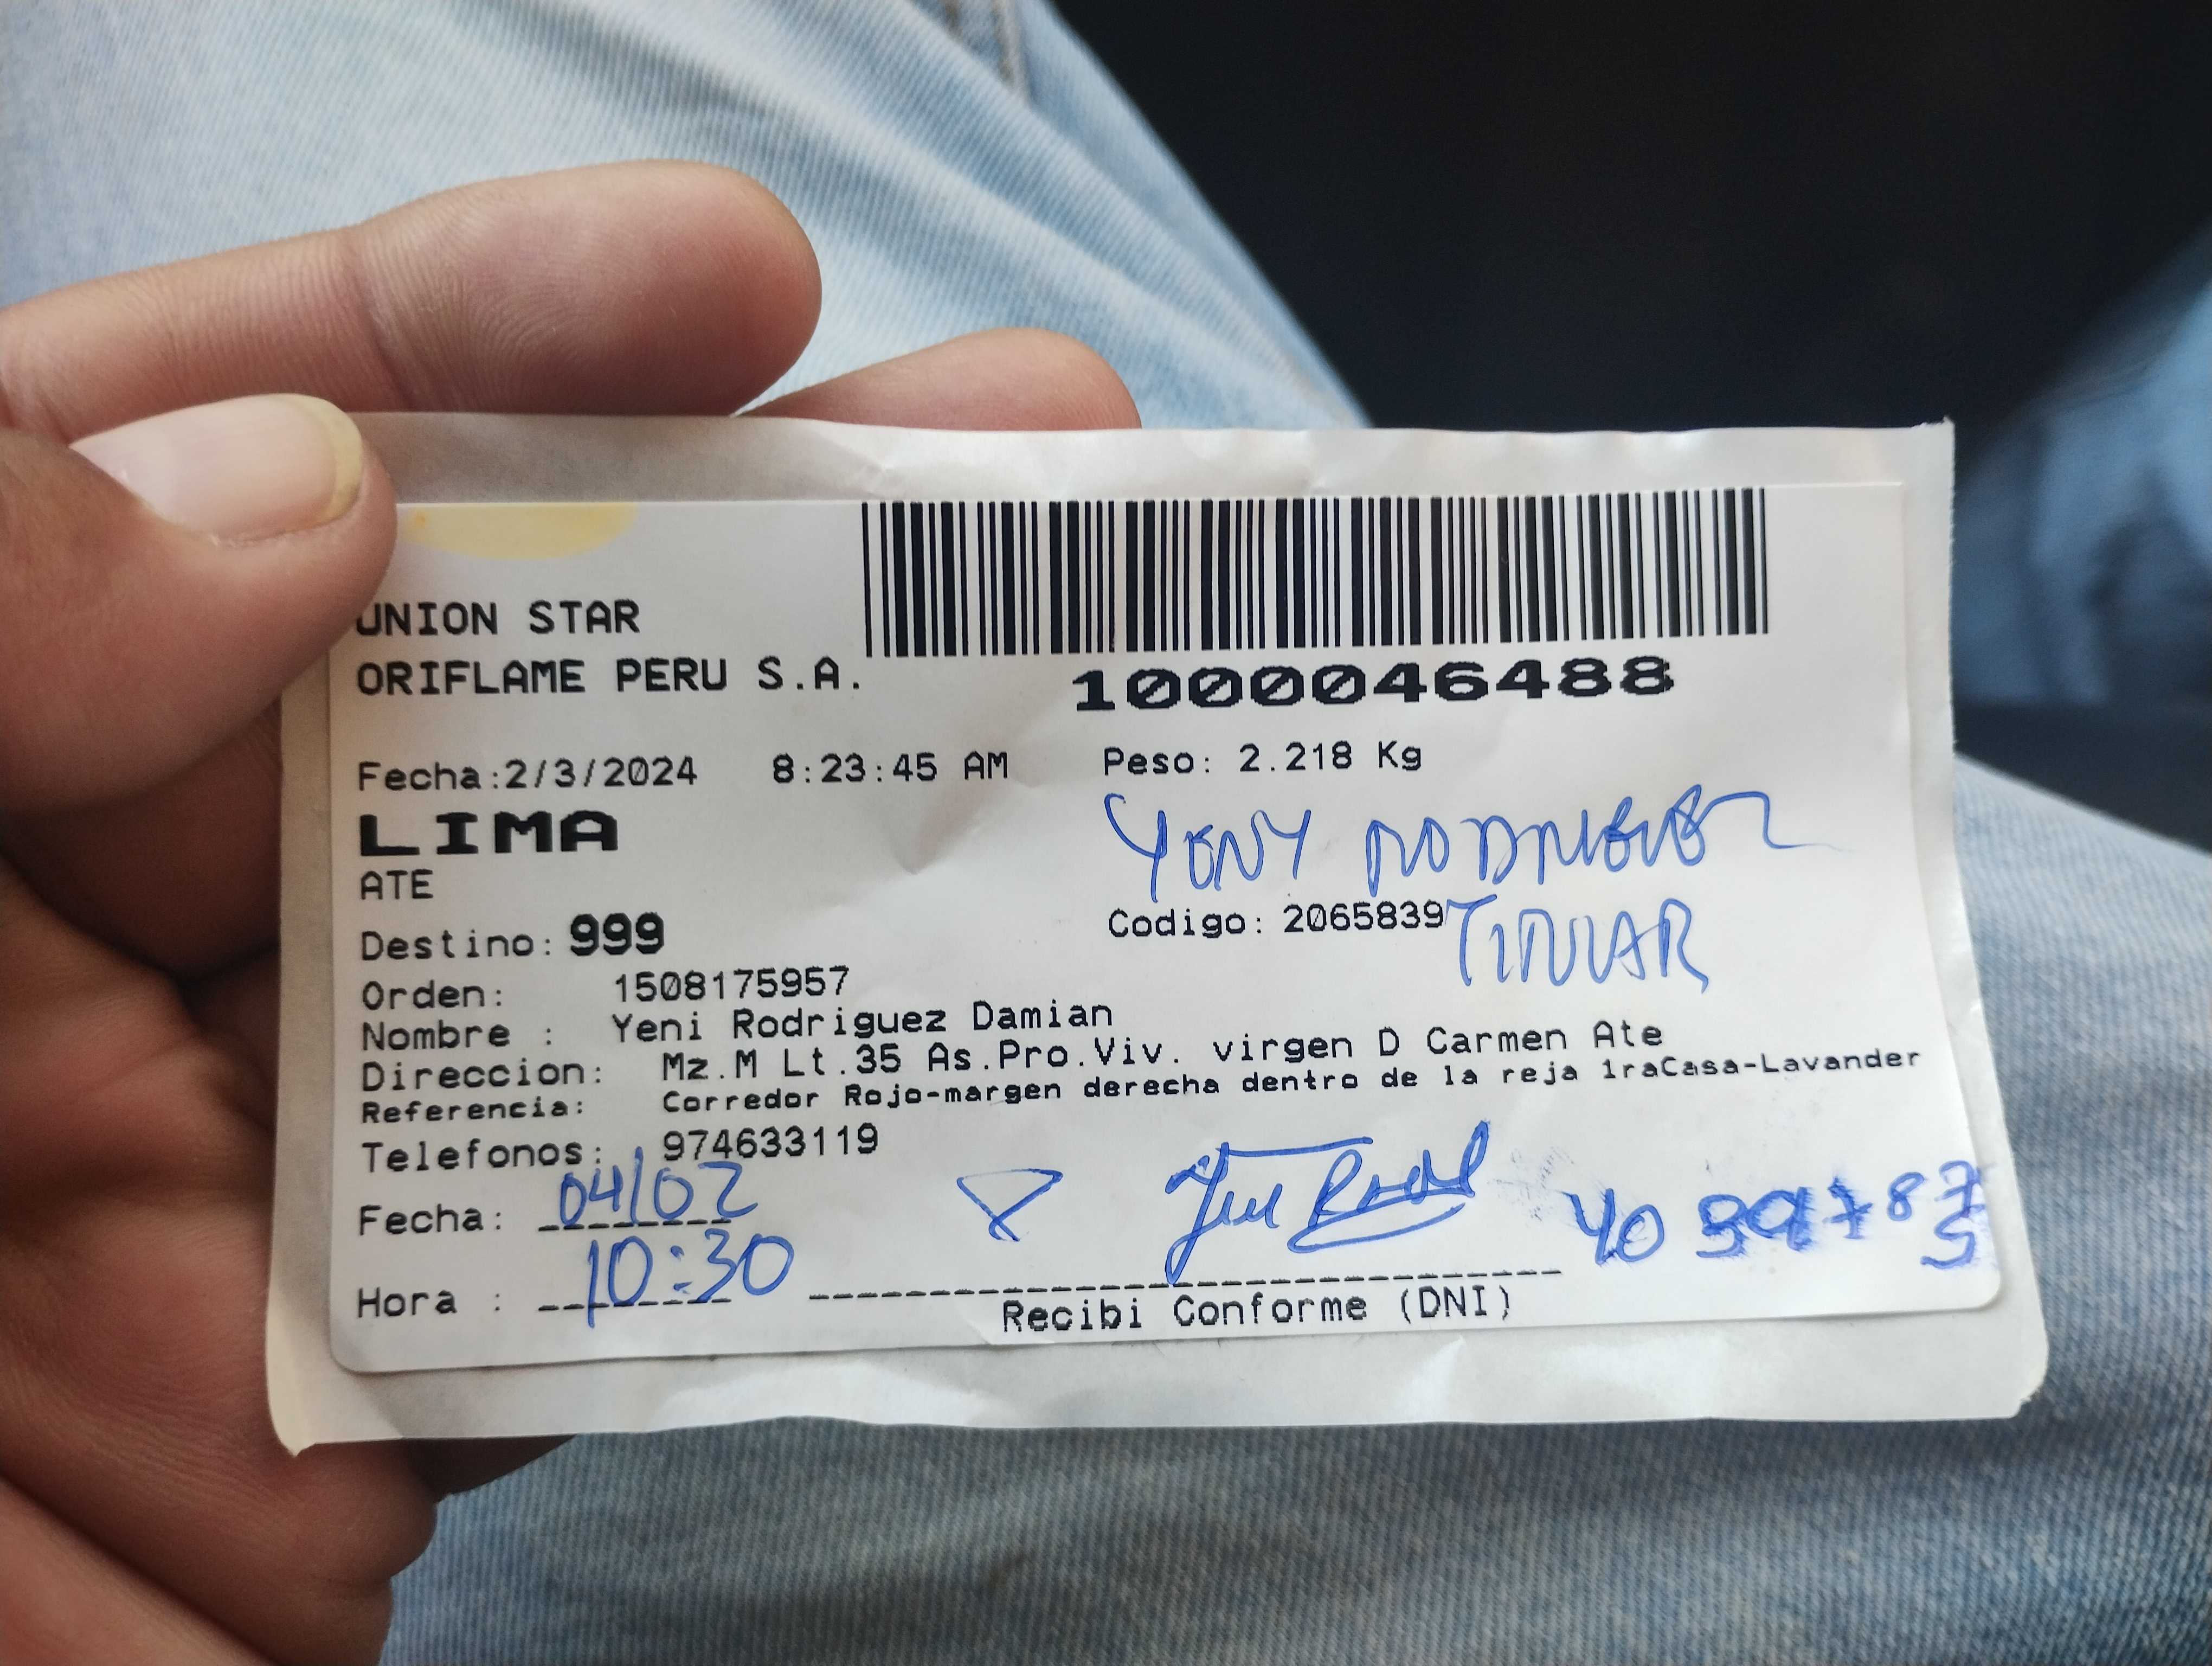 UNION STAR
ORIFLAME PERU S.A.
1000046488
Fecha:2/3/2024 8:23:45 AM Peso: 2.218 Kg
LIMA
YENY RODRIGUEZ
ATE
Codigo: 2065839
TITULAR
Destino: 999
Orden: 1508175957
Nombre : Yeni Rodriguez Damian
Direccion: Mz.M Lt.35 As.Pro.Viv. virgen D Carmen Ate
Referencia: Corredor Rojo-margen derecha dentro de la reja 1raCasa-Lavander
Telefonos: 974633119
Fecha: 04/02
Hora : 10:30
Recibi Conforme (DNI)